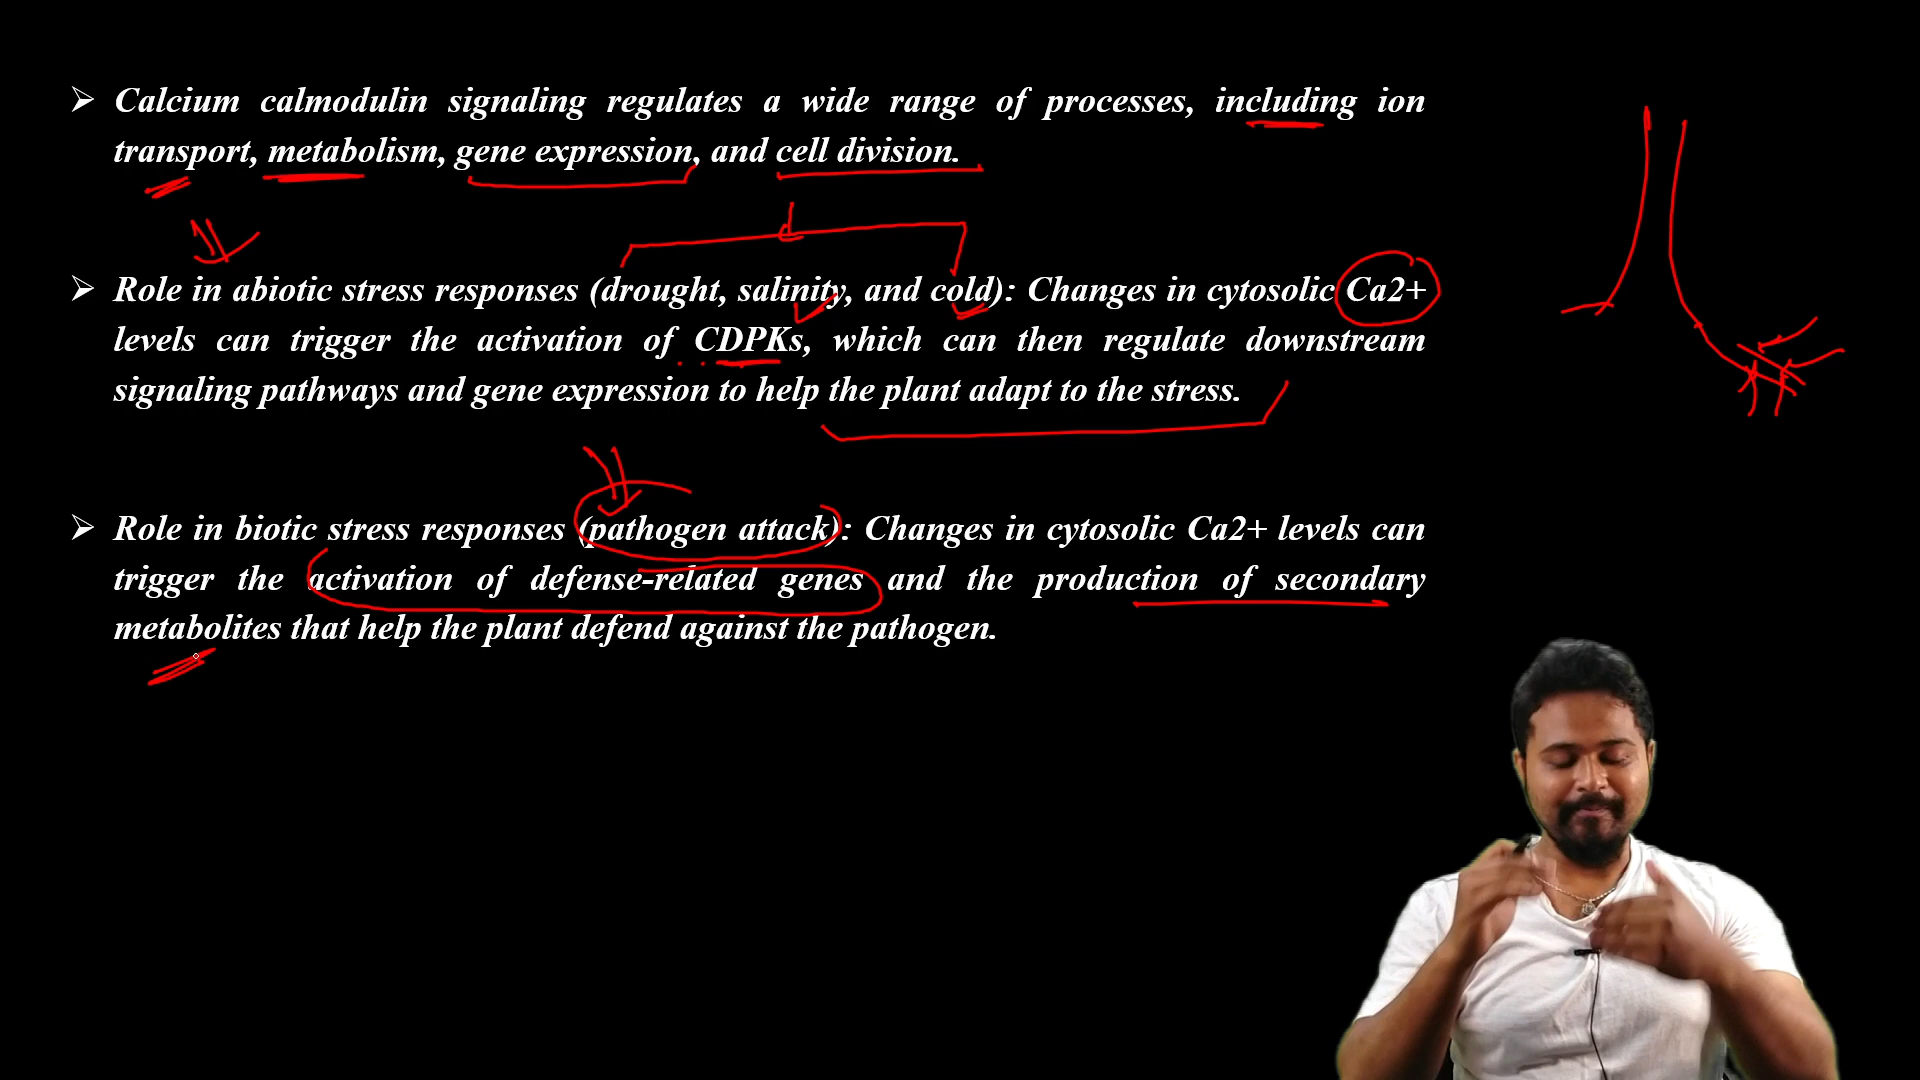 ➢ Calcium calmodulin signaling regulates a wide range of processes, including ion
transport, metabolism, gene expression, and cell division.
➢ Role in abiotic stress responses (drought, salinity, and cold): Changes in cytosolic Ca2+
levels can trigger the activation of CDPKs, which can then regulate downstream
signaling pathways and gene expression to help the plant adapt to the stress.
➢ Role in biotic stress responses (pathogen attack): Changes in cytosolic Ca2+ levels can
trigger the activation of defense-related genes and the production of secondary
metabolites that help the plant defend against the pathogen.